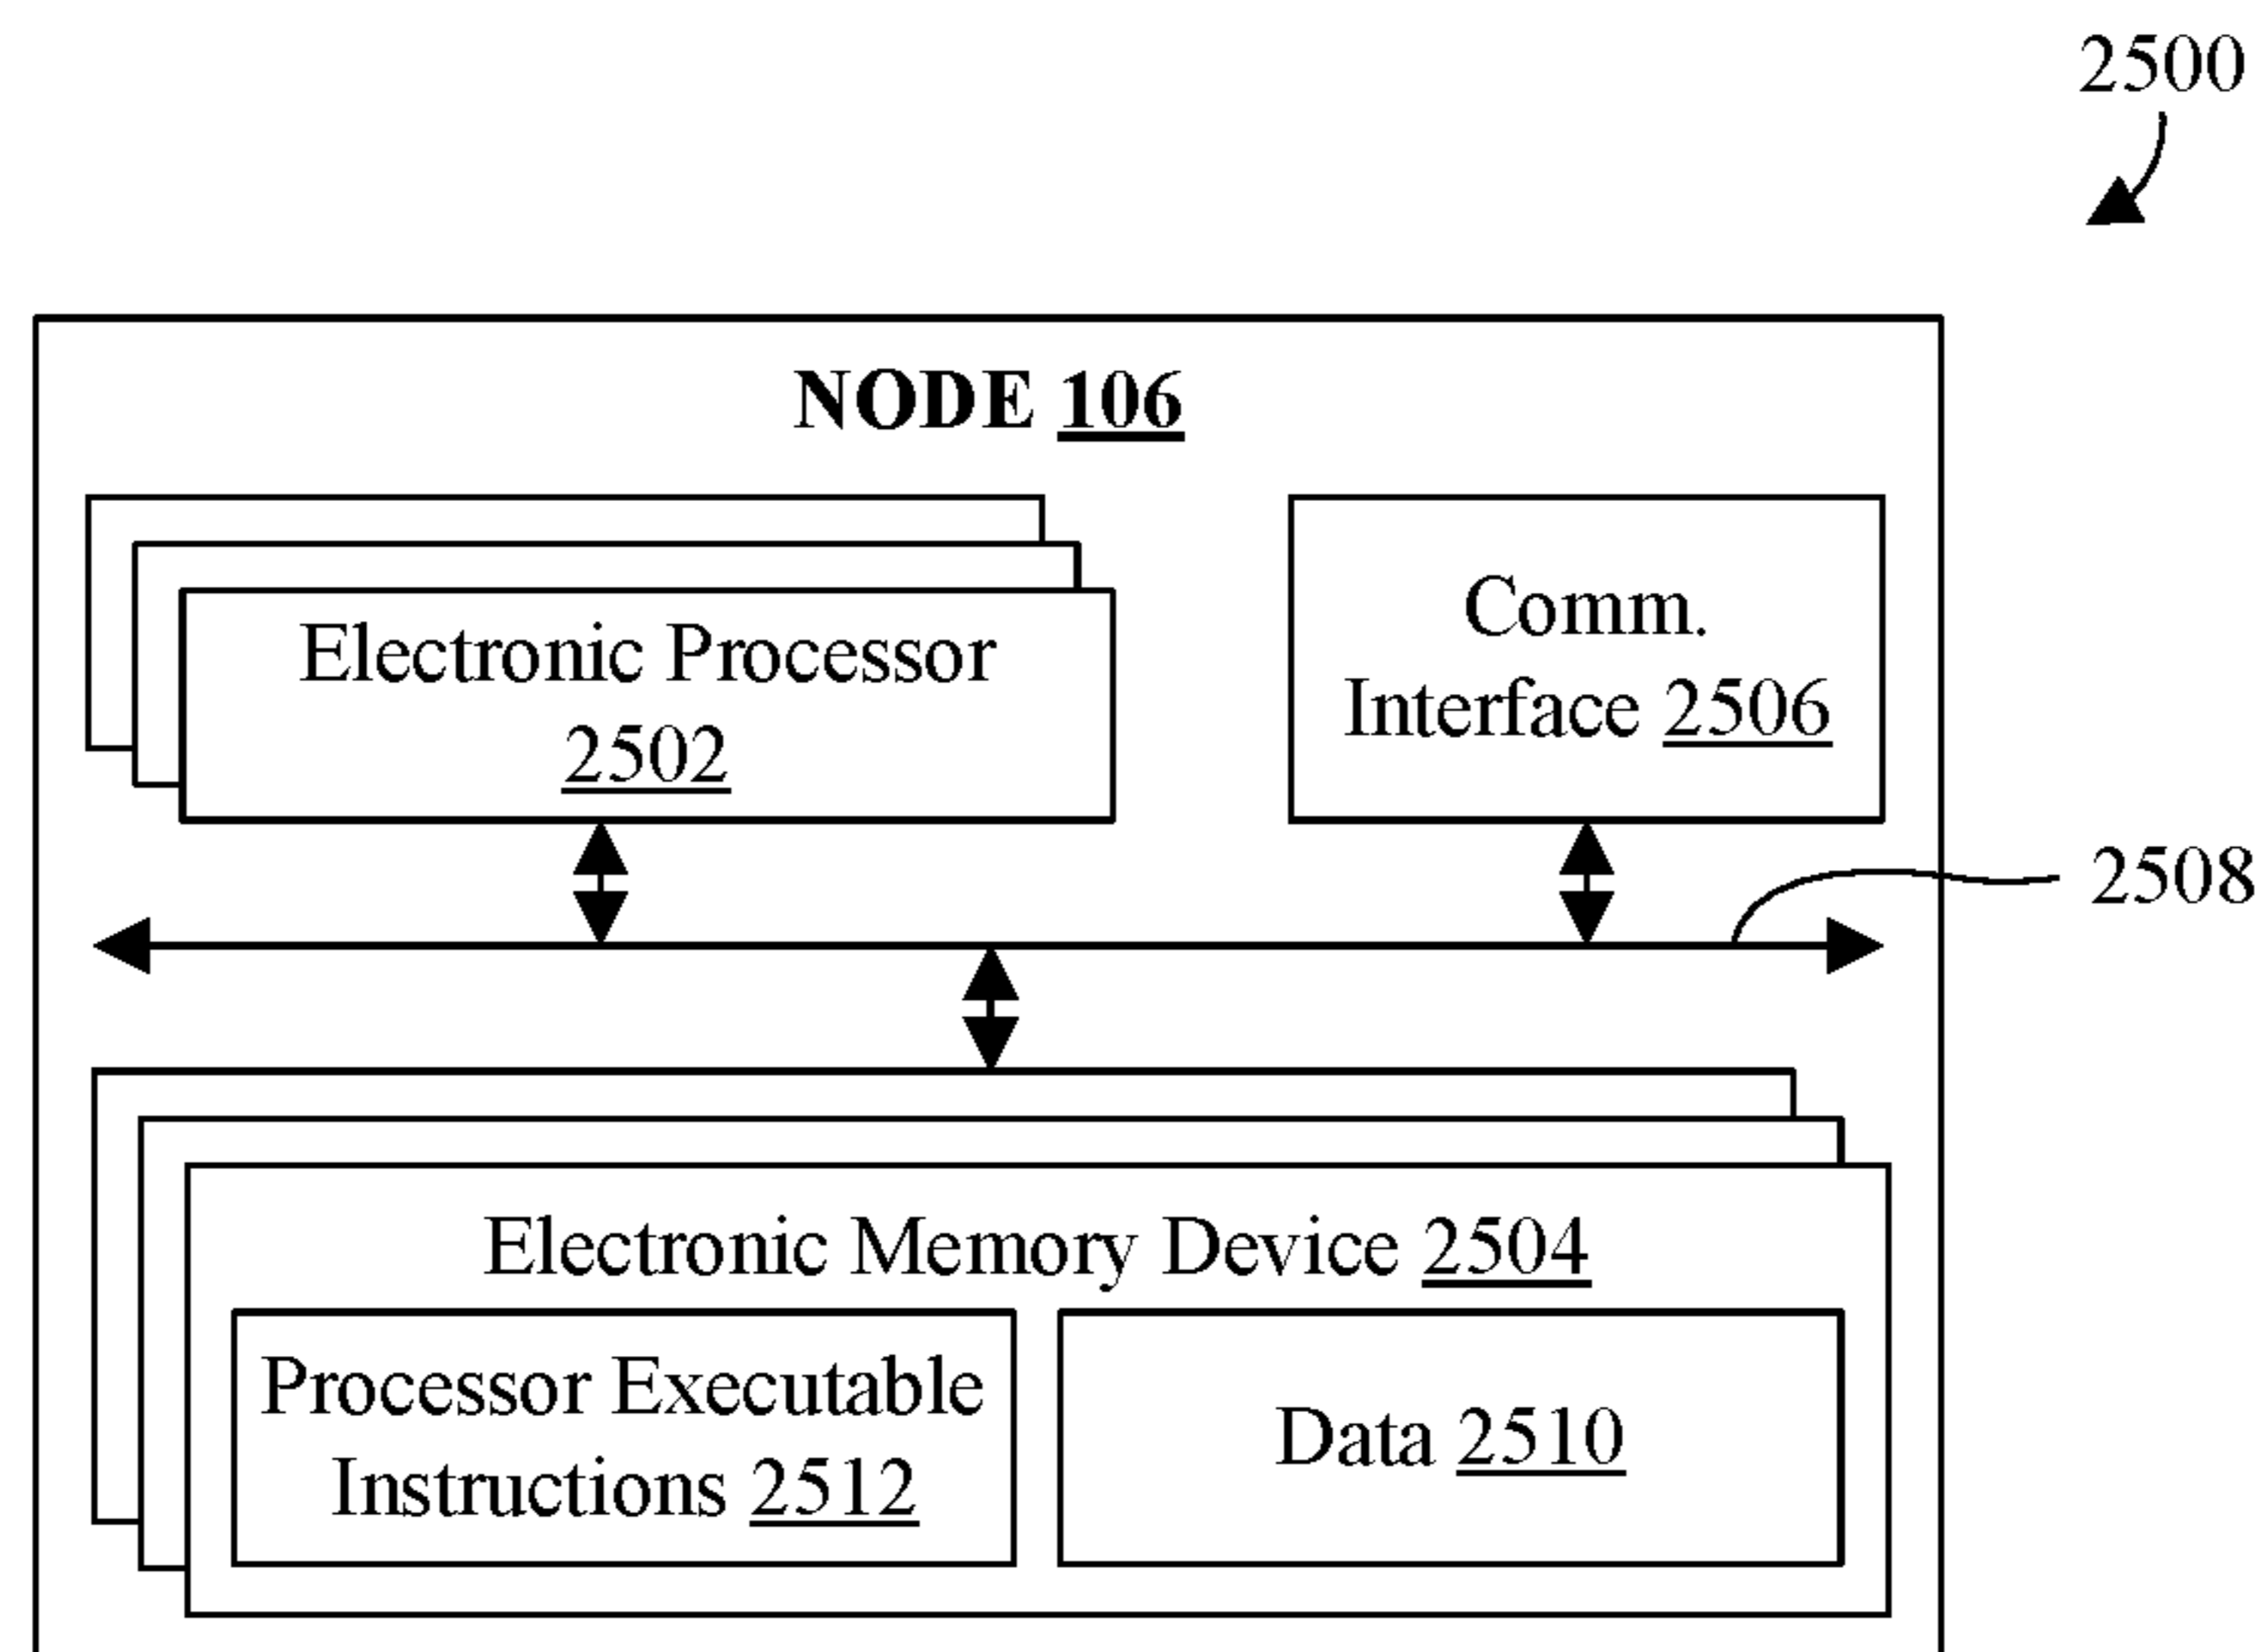 2500
NODE 106
Electronic Processor
2502
Comm.
Interface 2506
2508
Electronic Memory Device 2504
Processor Executable
Instructions 2512
Data 2510